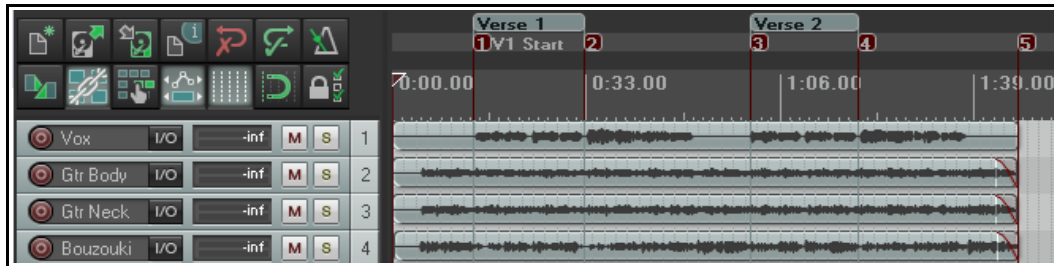 Verse 1 Verse 2
1 V1 Start 2 3 4 5
0:00.00 0:33.00 1:06.00 1:39.00
Vox I/O -inf M S 1
Gtr Body I/O -inf M S 2
Gtr Neck I/O -inf M S 3
Bouzouki I/O -inf M S 4